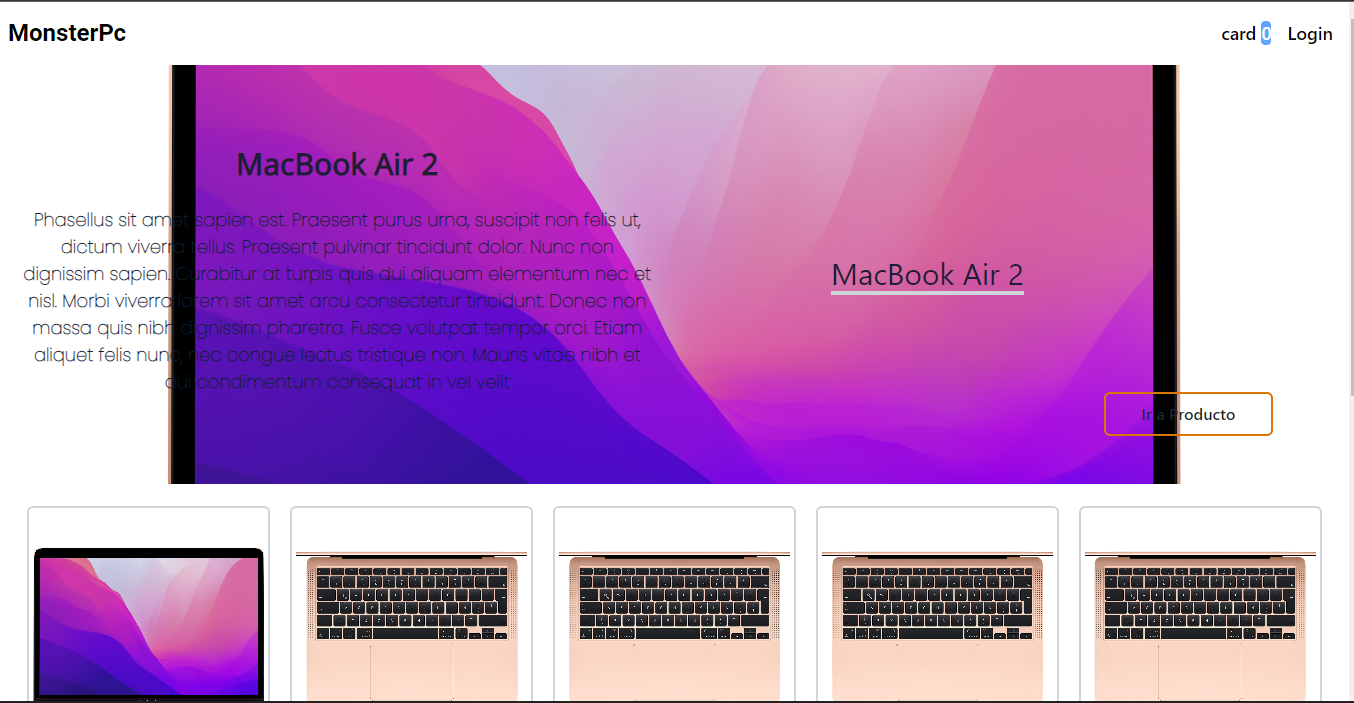 MonsterPc
card 0 Login
MacBook Air 2
Phasellus sit amet sapien est. Praesent purus urna, suscipit non felis ut,
dictum viverra tellus. Praesent pulvinar tincidunt dolor. Nunc non
dignissim sapien. Curabitur at turpis quis dui aliquam elementum nec et
nisl. Morbi viverra lorem sit amet arcu consectetur tincidunt. Donec non
massa quis nibh dignissim pharetra. Fusce volutpat tempor orci. Etiam
aliquet felis nunc, nec congue lectus tristique non. Mauris vitae nibh et
dui condimentum consequat in vel velit
MacBook Air 2
Ir a Producto